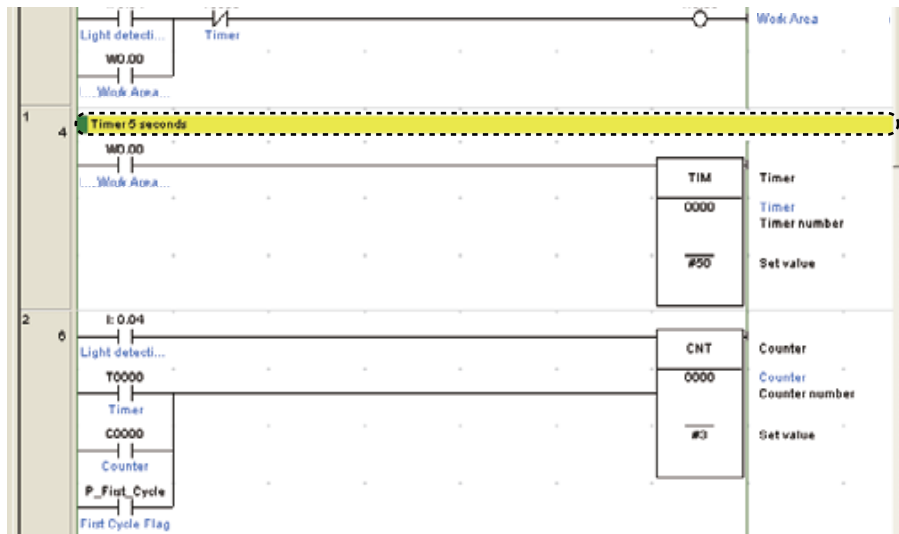 Light detecti...
Timer
Work Area
W0.00
....Work Area...
1
4
Timer 5 seconds
W0.00
....Work Area...
TIM
Timer
0000
Timer
Timer number
#50
Set value
2
6
I: 0.04
Light detecti...
CNT
Counter
T0000
0000
Counter
Timer
Counter number
C0000
#3
Set value
Counter
P_First_Cycle
First Cycle Flag